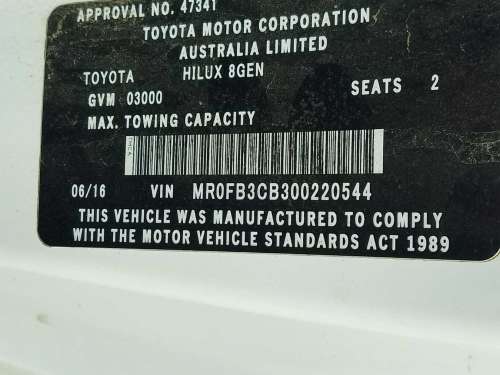 APPROVAL NO. 47341
TOYOTA MOTOR CORPORATION
AUSTRALIA LIMITED
TOYOTA HILUX 8GEN
GVM 03000 SEATS 2
MAX. TOWING CAPACITY
TMCA
06/16 VIN MR0FB3CB300220544
THIS VEHICLE WAS MANUFACTURED TO COMPLY
WITH THE MOTOR VEHICLE STANDARDS ACT 1989